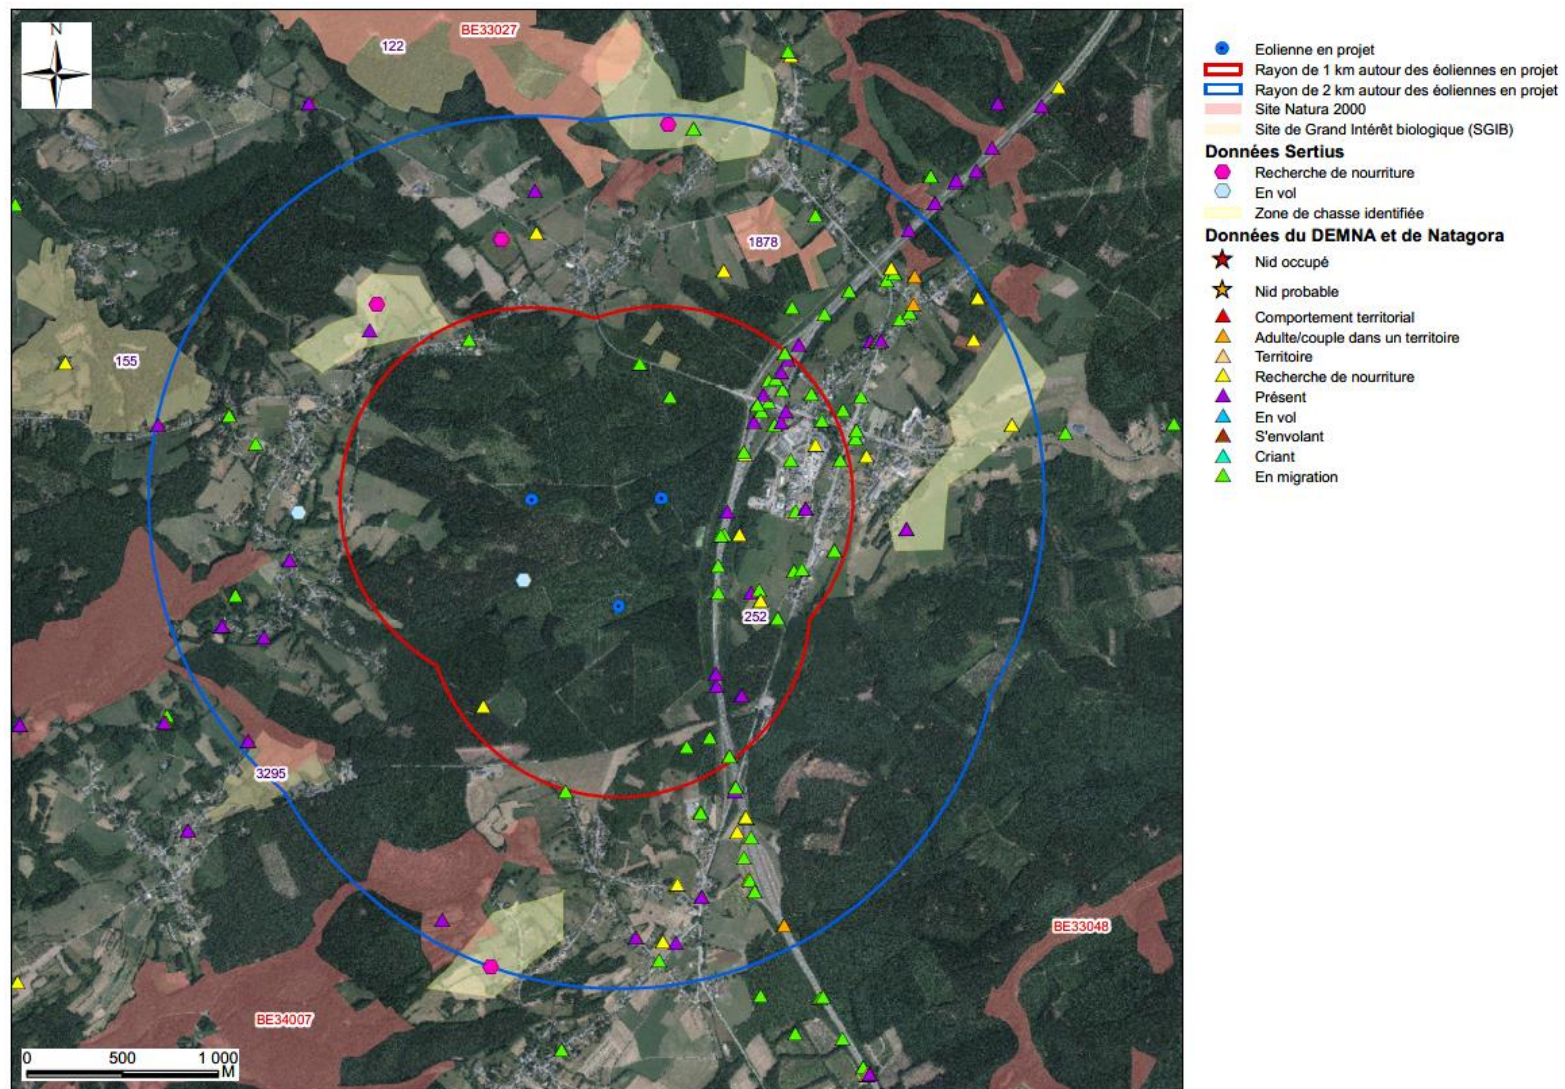 N
BE33027
122
1878
155
252
3295
BE33048
BE34007
0 500 1 000
M
Eolienne en projet
Rayon de 1 km autour des éoliennes en projet
Rayon de 2 km autour des éoliennes en projet
Site Natura 2000
Site de Grand Intérêt biologique (SGIB)
Données Sertius
Recherche de nourriture
En vol
Zone de chasse identifiée
Données du DEMNA et de Natagora
Nid occupé
Nid probable
Comportement territorial
Adulte/couple dans un territoire
Territoire
Recherche de nourriture
Présent
En vol
S'envolant
Criant
En migration